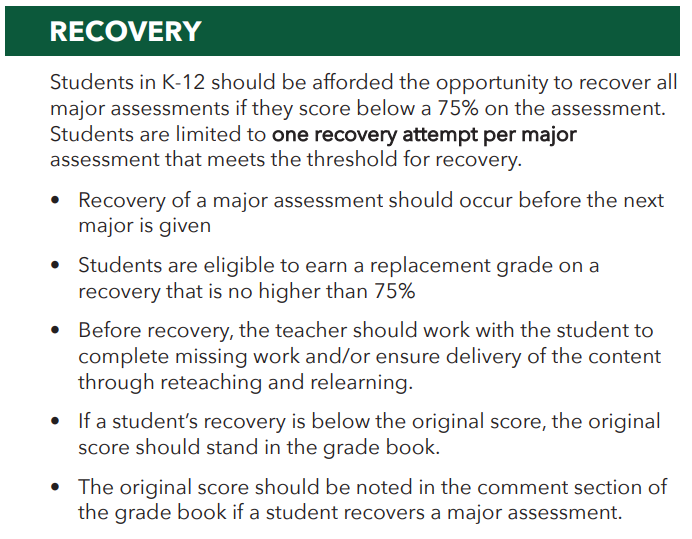 RECOVERY
Students in K-12 should be afforded the opportunity to recover all
major assessments if they score below a 75% on the assessment.
Students are limited to one recovery attempt per major
assessment that meets the threshold for recovery.
• Recovery of a major assessment should occur before the next
major is given
• Students are eligible to earn a replacement grade on a
recovery that is no higher than 75%
• Before recovery, the teacher should work with the student to
complete missing work and/or ensure delivery of the content
through reteaching and relearning.
• If a student’s recovery is below the original score, the original
score should stand in the grade book.
• The original score should be noted in the comment section of
the grade book if a student recovers a major assessment.